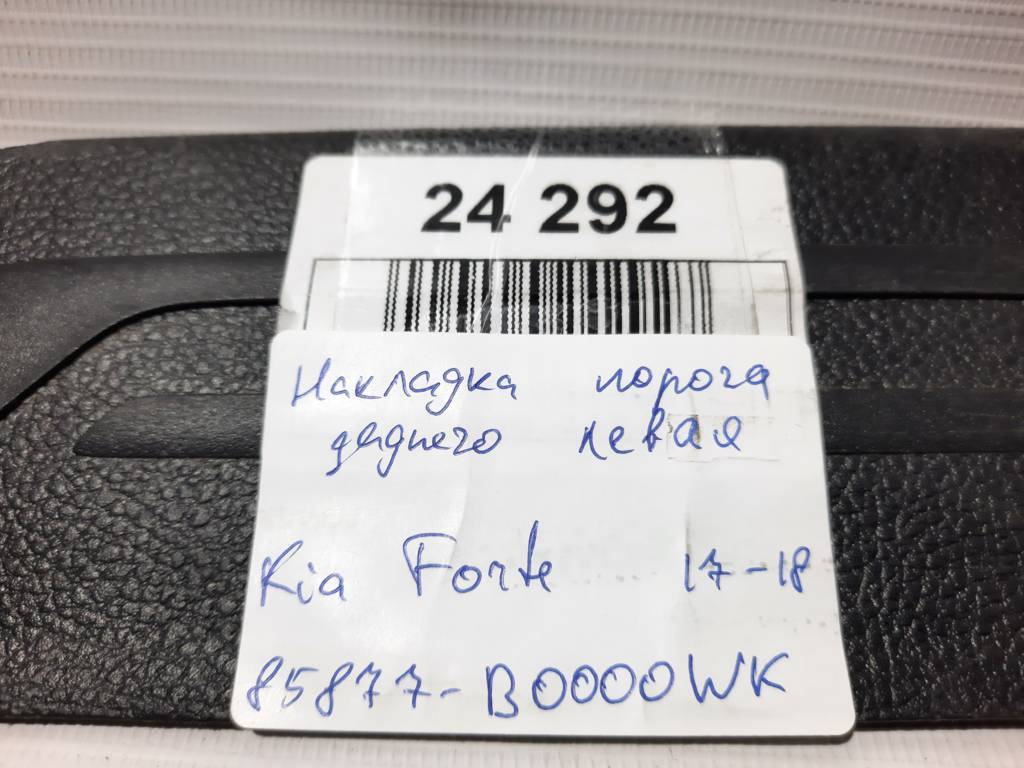 24 292
Накладка порога
заднего левая
Kia Forte 17-18
85877-B0000WK